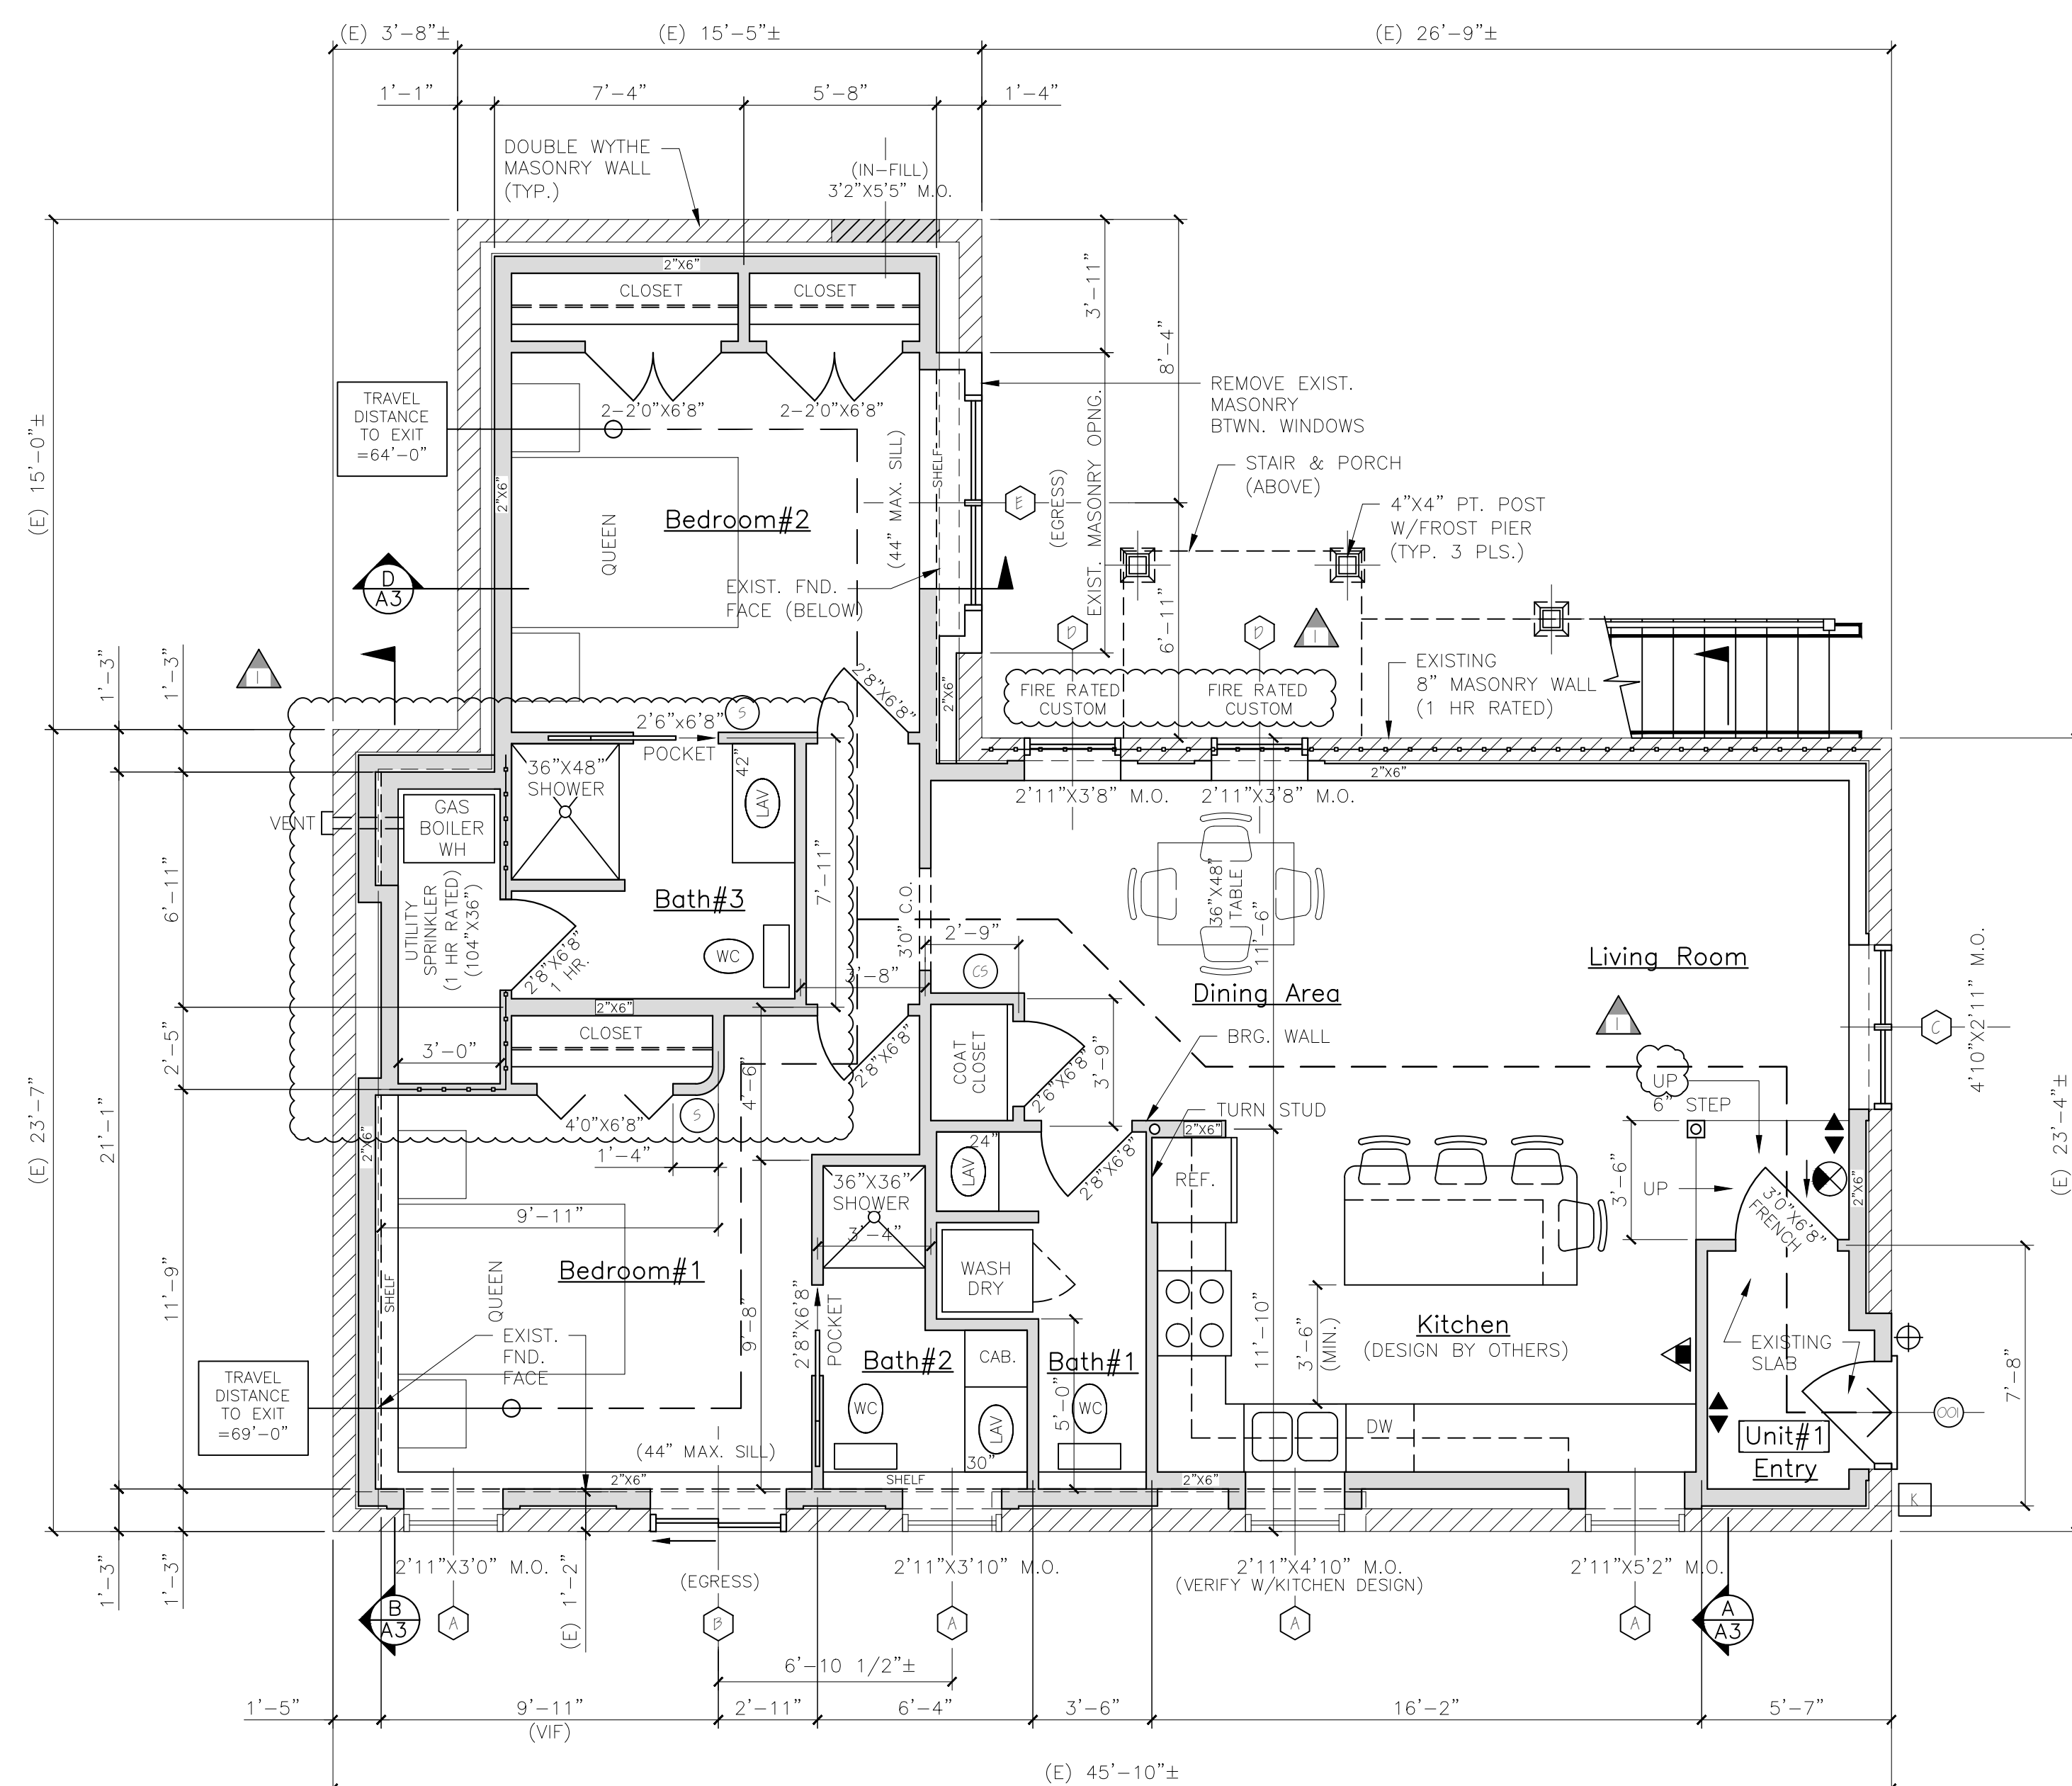 (E) 3'-8"±
(E) 15'-5"±
(E) 26'-9"±
1'-1"
7'-4"
5'-8"
1'-4"
DOUBLE WYTHE
MASONRY WALL
(TYP.)
(IN-FILL)
3'2"X5'5" M.O.
2"X6"
CLOSET
CLOSET
3'-11"
8'-4"
(E) 15'-0"±
TRAVEL
DISTANCE
TO EXIT
=64'-0"
2-2'0"X6'8"
2-2'0"X6'8"
REMOVE EXIST.
MASONRY
BTWN. WINDOWS
(44" MAX. SILL)
SHELF
(EGRESS)
EXIST. MASONRY OPNG.
STAIR & PORCH
(ABOVE)
2"X6"
E
4"X4" PT. POST
W/FROST PIER
(TYP. 3 PLS.)
Bedroom#2
QUEEN
D
A3
EXIST. FND.
FACE (BELOW)
6'-11"
D
D
1
1'-3"
1'-3"
1
EXISTING
8" MASONRY WALL
(1 HR RATED)
FIRE RATED
CUSTOM
FIRE RATED
CUSTOM
2'8"X6'8"
2"X6"
2'6"x6'8"
POCKET
S
36"X48"
SHOWER
42"
LAV
2"X6"
2'11"X3'8" M.O.
2'11"X3'8" M.O.
VENT
GAS
BOILER
WH
6'-11"
UTILITY
SPRINKLER
(1 HR RATED)
(104"X36")
Bath#3
7'-11"
3'0" C.O.
2'-9"
36"X48"
TABLE
11'-6"
WC
2'8"X6'8"
1 HR.
3'-8"
CS
Living Room
Dining Area
4'10"X2'11" M.O.
C
1
2"X6"
CLOSET
2'-5"
3'-0"
4'-6"
2'8"X6'8"
COAT
CLOSET
2'6"X6'8"
3'-9"
BRG. WALL
TURN STUD
UP
6" STEP
(E) 23'-7"
21'-1"
(E) 23'-4"±
2"X6"
4'0"X6'8"
S
1'-4"
24"
LAV
2'8"X6'8"
2"X6"
REF.
3'-6"
UP
3'0"X6'8"
FRENCH
2"X6"
36"X36"
SHOWER
3'-4"
9'-11"
11'-9"
SHELF
QUEEN
Bedroom#1
WASH
DRY
9'-8"
2'8"X6'8"
POCKET
11'-10"
3'-6"
(MIN.)
Kitchen
(DESIGN BY OTHERS)
EXIST.
FND.
FACE
TRAVEL
DISTANCE
TO EXIT
=69'-0"
Bath#2
CAB.
Bath#1
EXISTING
SLAB
7'-8"
WC
LAV
30"
5'-0"
WC
DW
Unit#1
Entry
001
K
(44" MAX. SILL)
2"X6"
SHELF
2"X6"
1'-3"
1'-3"
2'11"X3'0" M.O.
(E) 1'-2"
(EGRESS)
2'11"X3'10" M.O.
2'11"X4'10" M.O.
(VERIFY W/KITCHEN DESIGN)
2'11"X5'2" M.O.
B
A3
A
B
A
A
A
A
A3
6'-10 1/2"±
1'-5"
9'-11"
(VIF)
2'-11"
6'-4"
3'-6"
16'-2"
5'-7"
(E) 45'-10"±